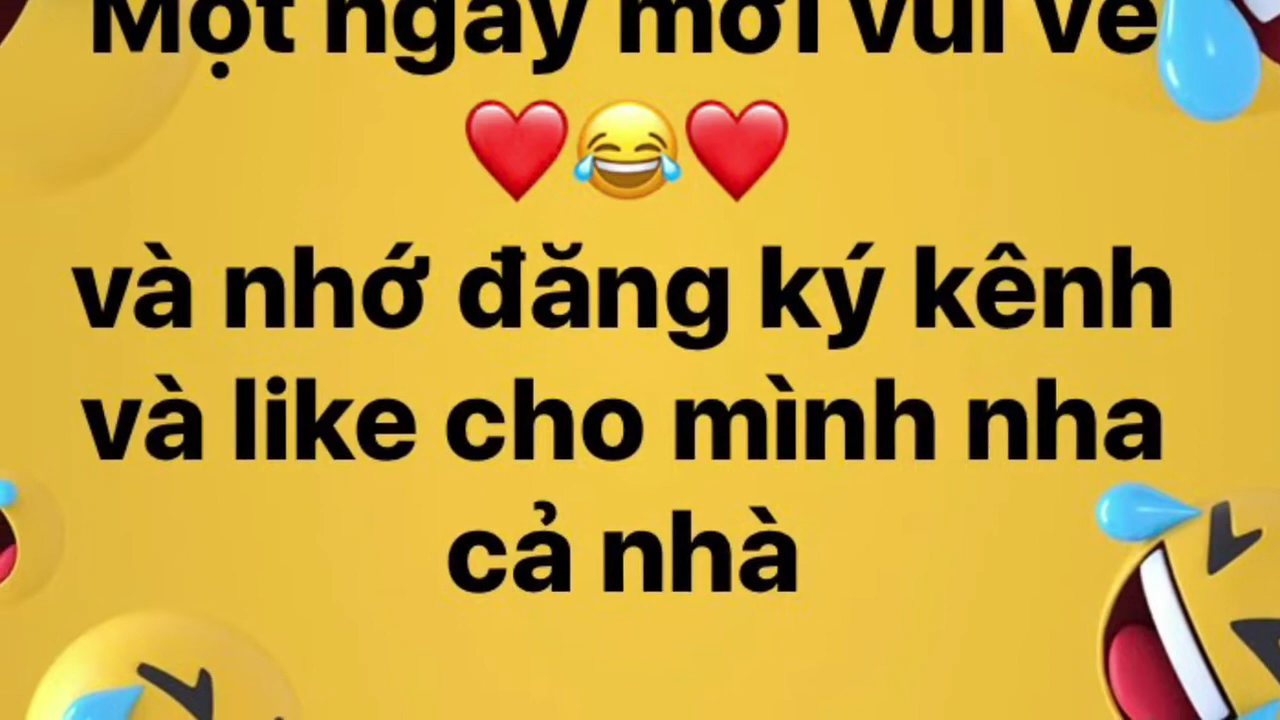 Một ngày mới vui vẻ
❤️😂❤️
và nhớ đăng ký kênh
và like cho mình nha
cả nhà